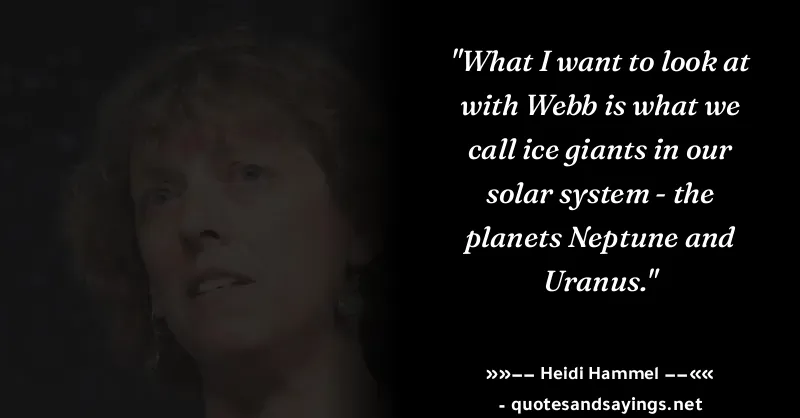 "What I want to look at
with Webb is what we
call ice giants in our
solar system - the
planets Neptune and
Uranus."
»»−− Heidi Hammel −−««
- quotesandsayings.net